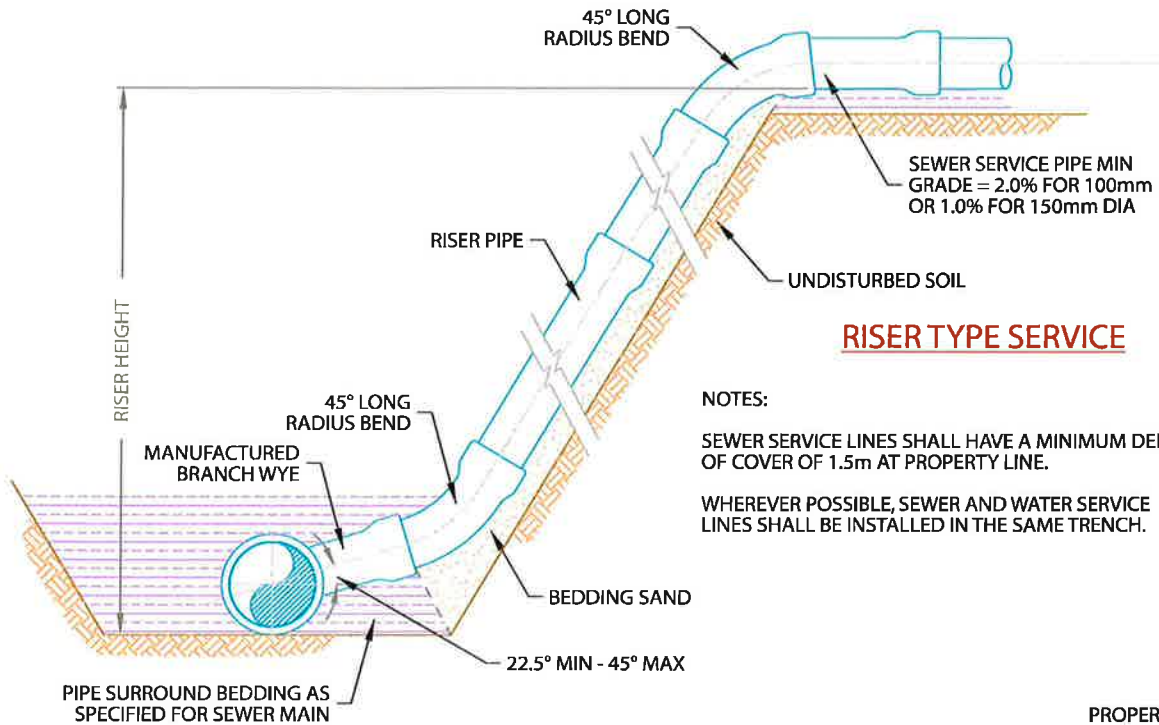 45° LONG
RADIUS BEND
SEWER SERVICE PIPE MIN
GRADE = 2.0% FOR 100mm
OR 1.0% FOR 150mm DIA
RISER PIPE
UNDISTURBED SOIL
RISER HEIGHT
RISER TYPE SERVICE
45° LONG
RADIUS BEND
MANUFACTURED
BRANCH WYE
NOTES:
SEWER SERVICE LINES SHALL HAVE A MINIMUM
OF COVER OF 1.5m AT PROPERTY LINE.
WHEREVER POSSIBLE, SEWER AND WATER SERVICE
LINES SHALL BE INSTALLED IN THE SAME TRENCH.
BEDDING SAND
22.5° MIN - 45° MAX
PIPE SURROUND BEDDING AS
SPECIFIED FOR SEWER MAIN